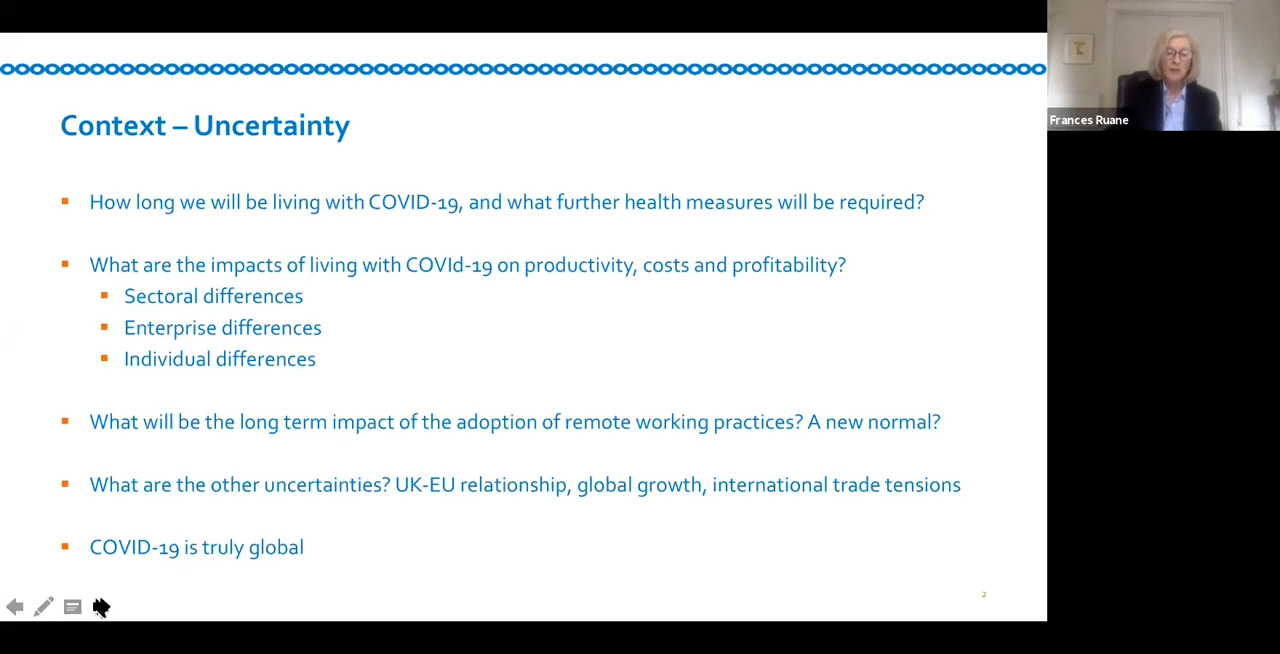 Context – Uncertainty
How long we will be living with COVID-19, and what further health measures will be required?
What are the impacts of living with COVId-19 on productivity, costs and profitability?
Sectoral differences
Enterprise differences
Individual differences
What will be the long term impact of the adoption of remote working practices? A new normal?
What are the other uncertainties? UK-EU relationship, global growth, international trade tensions
COVID-19 is truly global
2
Frances Ruane